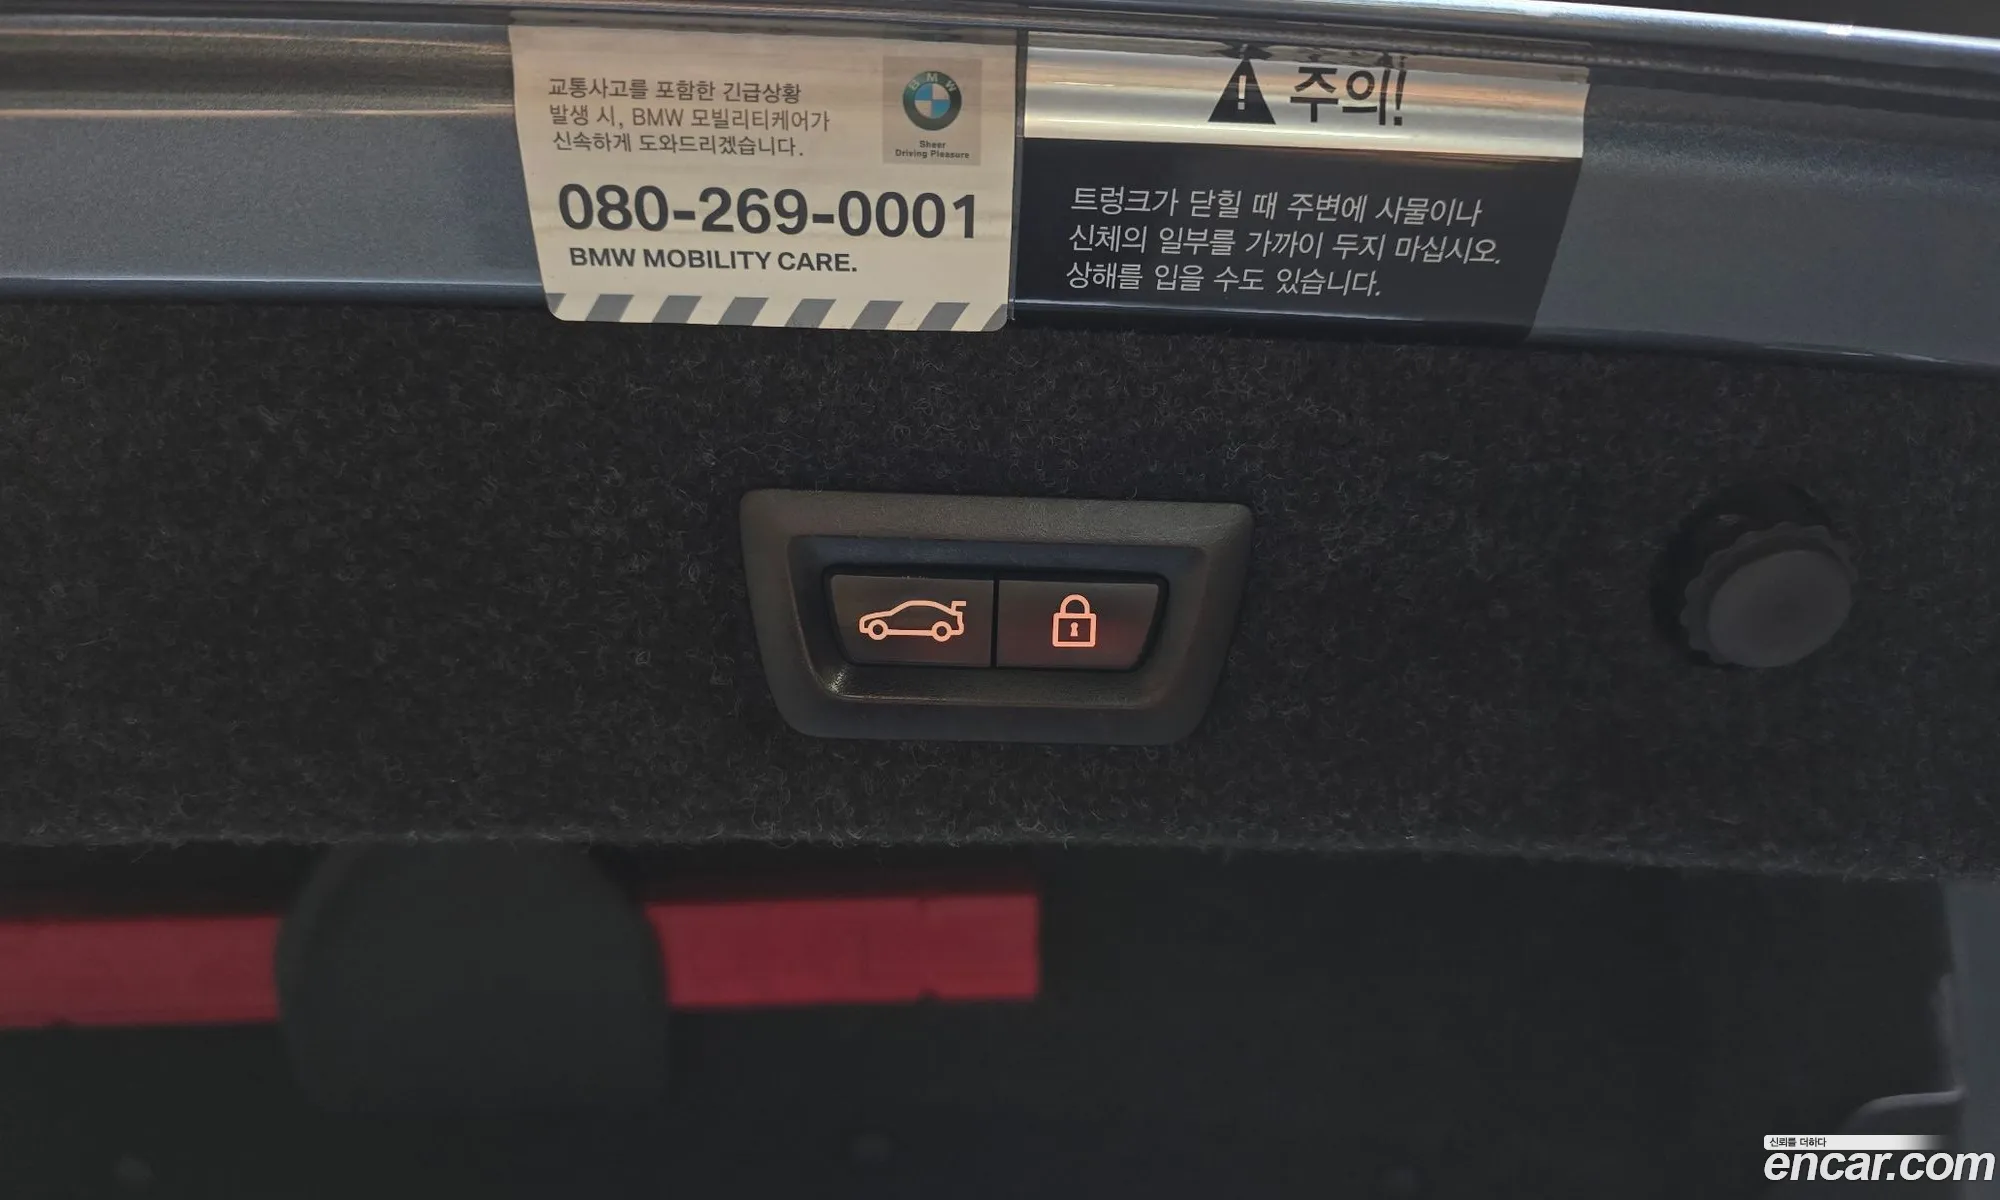 교통사고를 포함한 긴급상황
발생 시, BMW 모빌리티케어가
신속하게 도와드리겠습니다.
BMW
Sheer
Driving Pleasure
080-269-0001
BMW MOBILITY CARE.
주의!
트렁크가 닫힐 때 주변에 사물이나
신체의 일부를 가까이 두지 마십시오.
상해를 입을 수도 있습니다.
신뢰를 더하다
encar.com